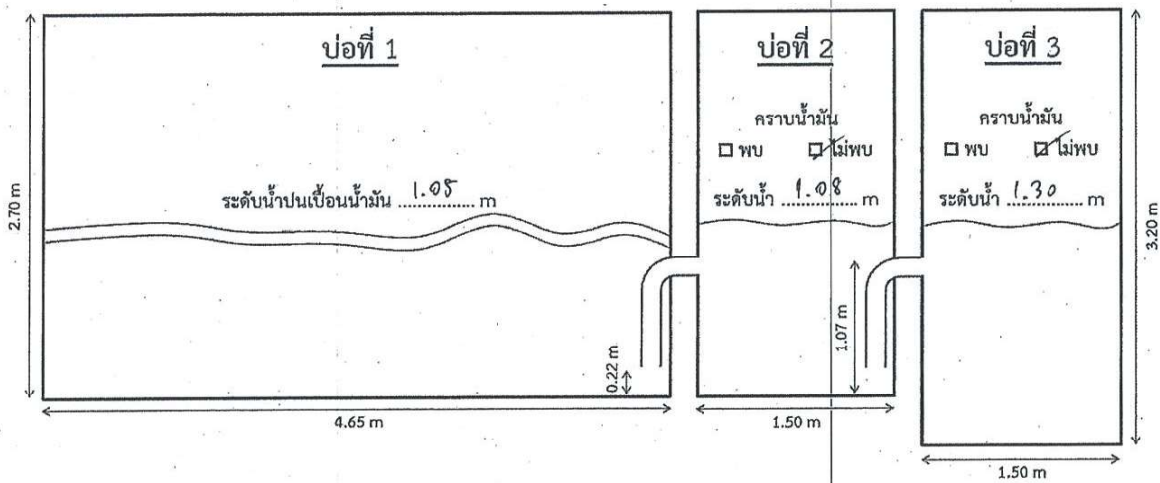 บ่อที่ 1
บ่อที่ 2
บ่อที่ 3
คราบน้ำมัน
☐ พบ ☑ ไม่พบ
คราบน้ำมัน
☐ พบ ☑ ไม่พบ
ระดับน้ำปนเปื้อนน้ำมัน 1.05 m
ระดับน้ำ 1.08 m
ระดับน้ำ 1.30 m
2.70 m
3.20 m
1.07 m
0.22 m
4.65 m
1.50 m
1.50 m